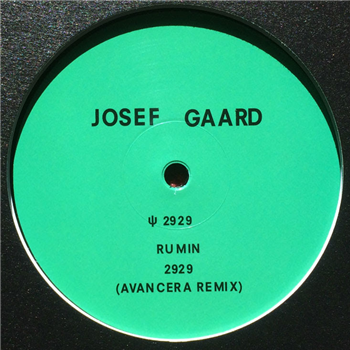 JOSEF GAARD
Ψ 2929
RUMIN
2929
(AVANCERA REMIX)